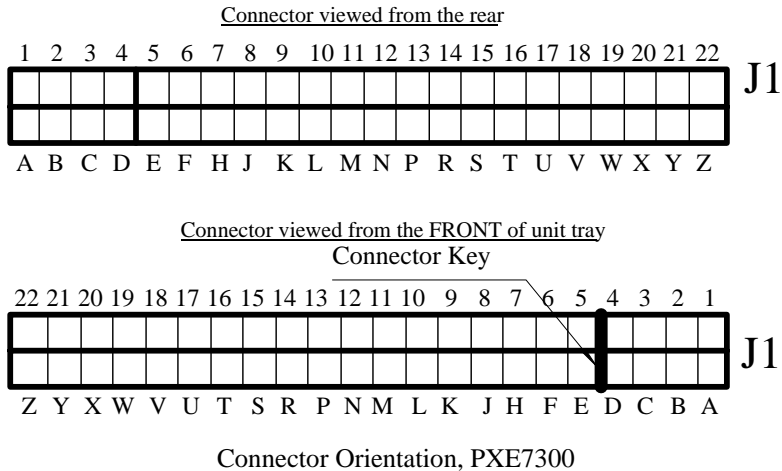 Connector viewed from the rear
1 2 3 4 5 6 7 8 9 10 11 12 13 14 15 16 17 18 19 20 21 22
J1
A B C D E F H J K L M N P R S T U V W X Y Z
Connector viewed from the FRONT of unit tray
Connector Key
22 21 20 19 18 17 16 15 14 13 12 11 10 9 8 7 6 5 4 3 2 1
J1
Z Y X W V U T S R P N M L K J H F E D C B A
Connector Orientation, PXE7300